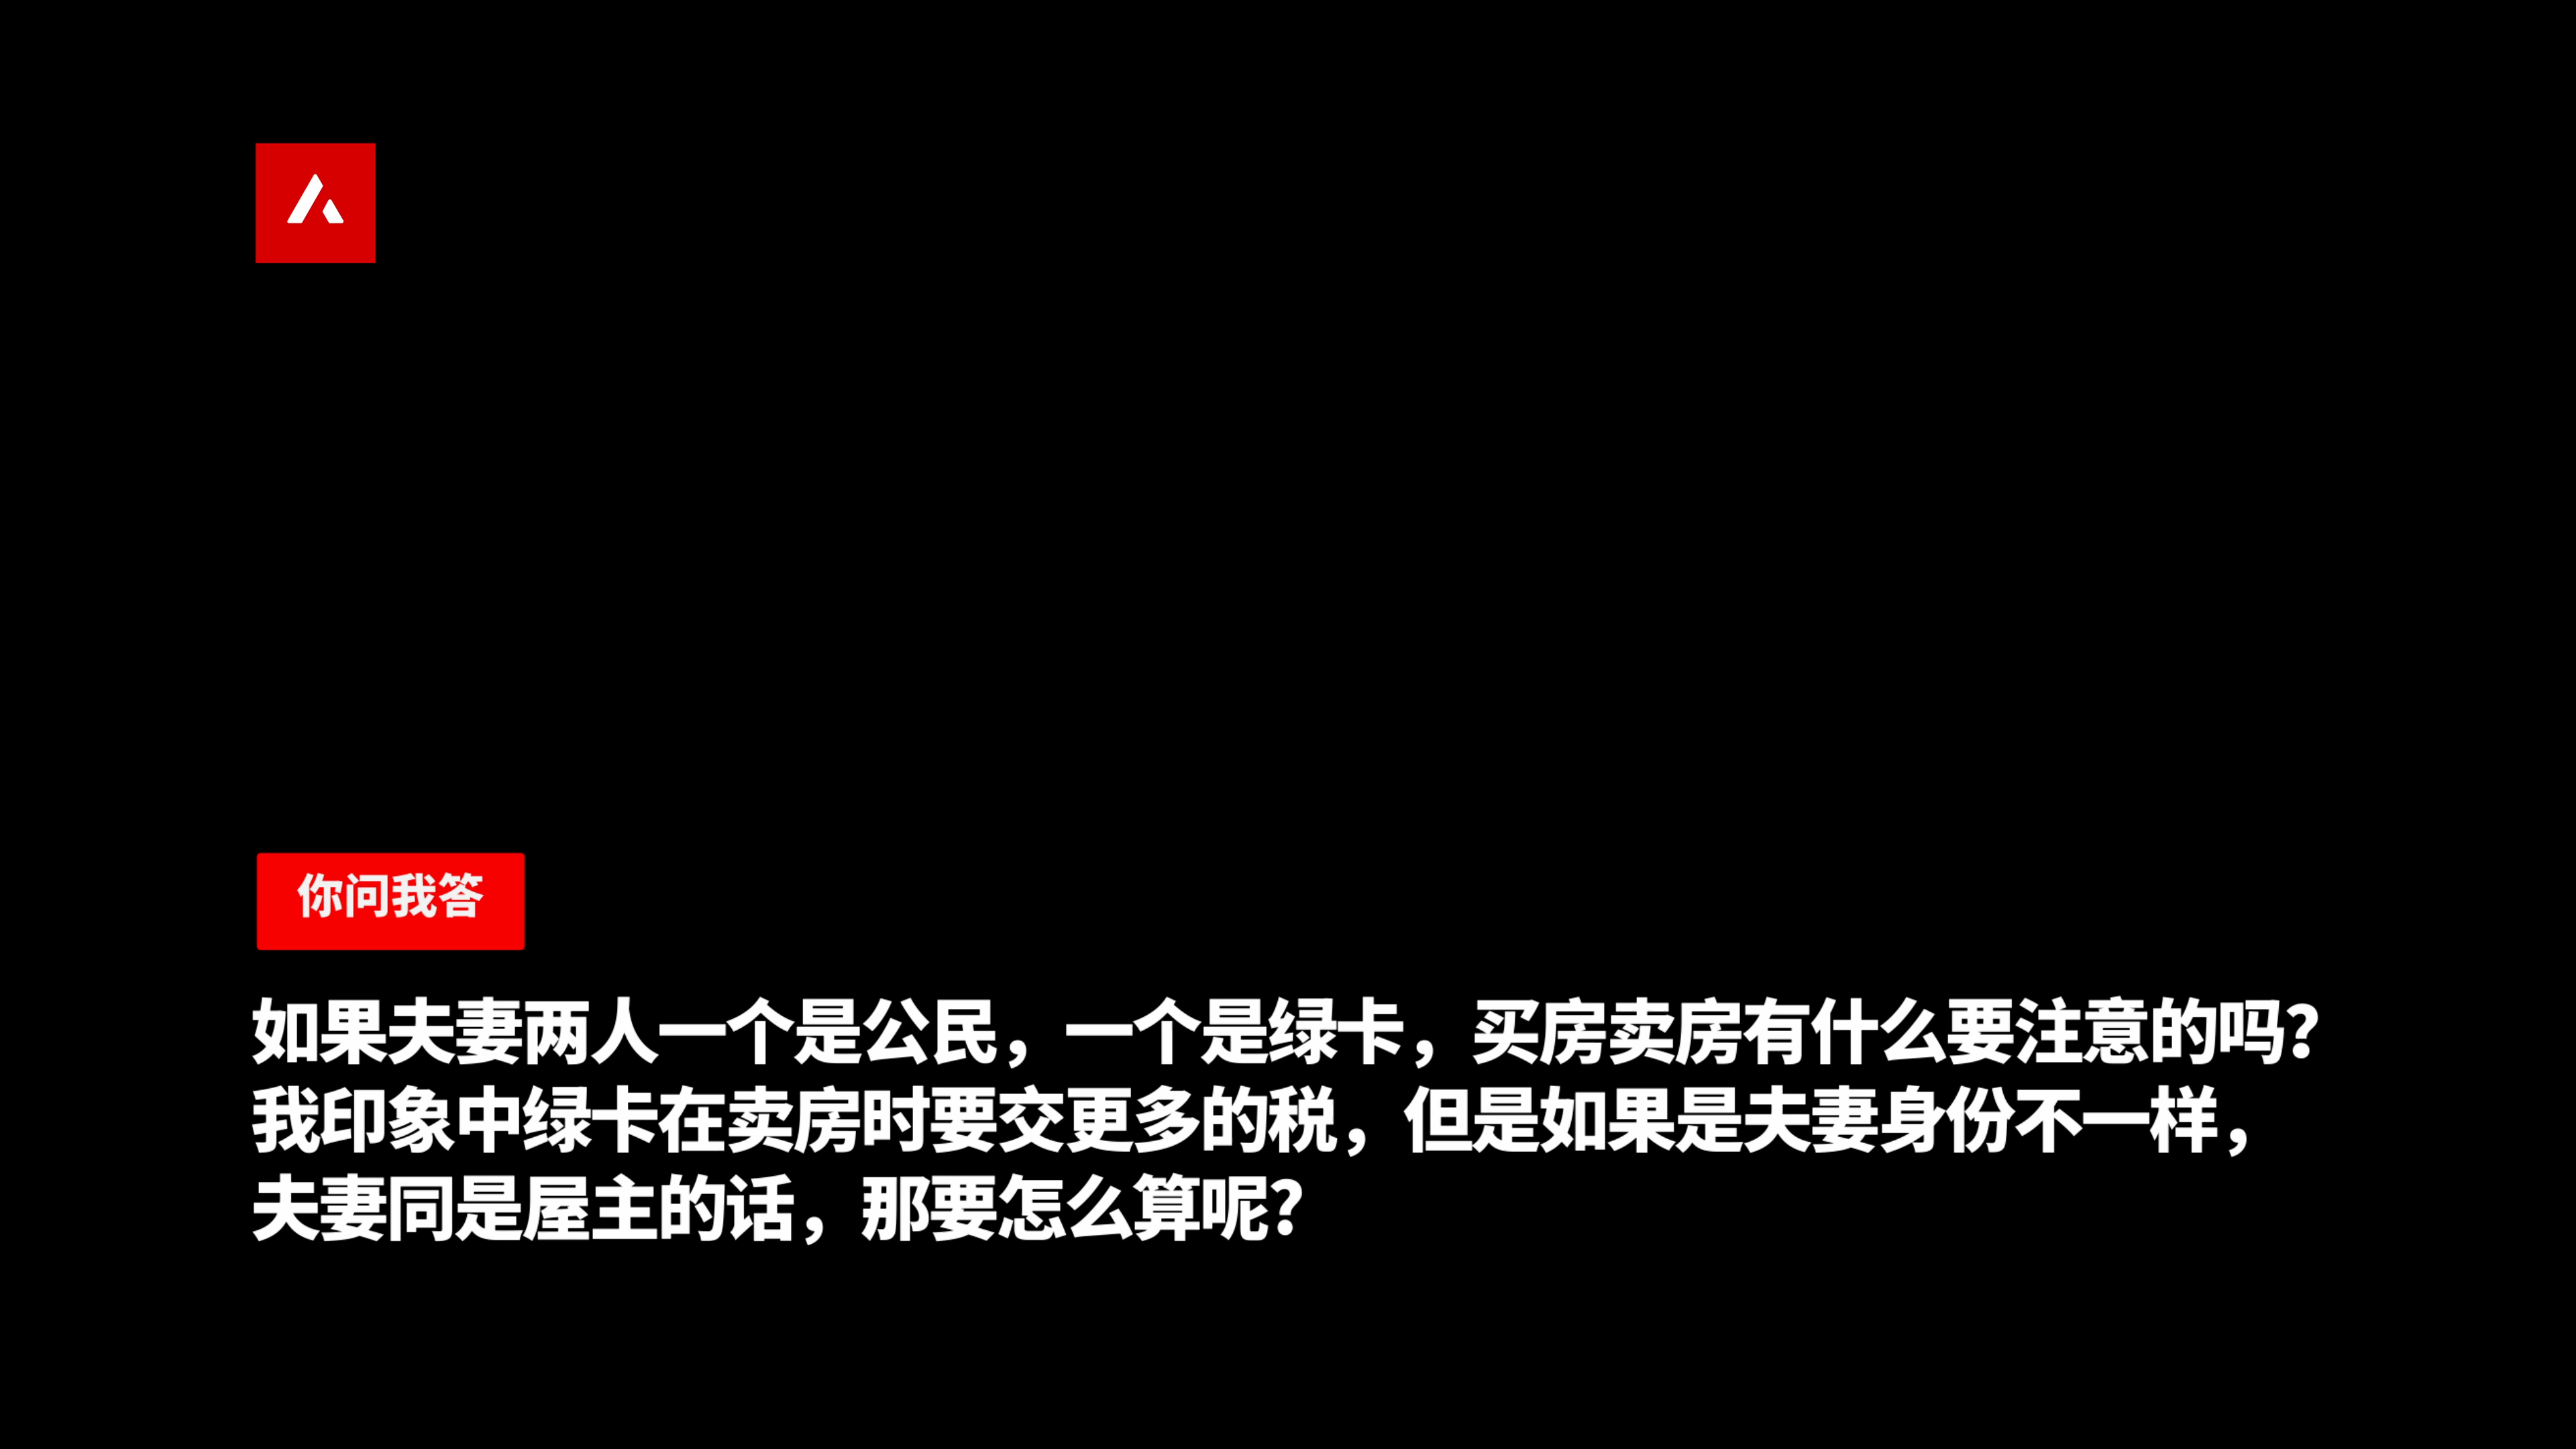 你问我答
如果夫妻两人一个是公民，一个是绿卡，买房卖房有什么要注意的吗？
我印象中绿卡在卖房时要交更多的税，但是如果是夫妻身份不一样，
夫妻同是屋主的话，那要怎么算呢？